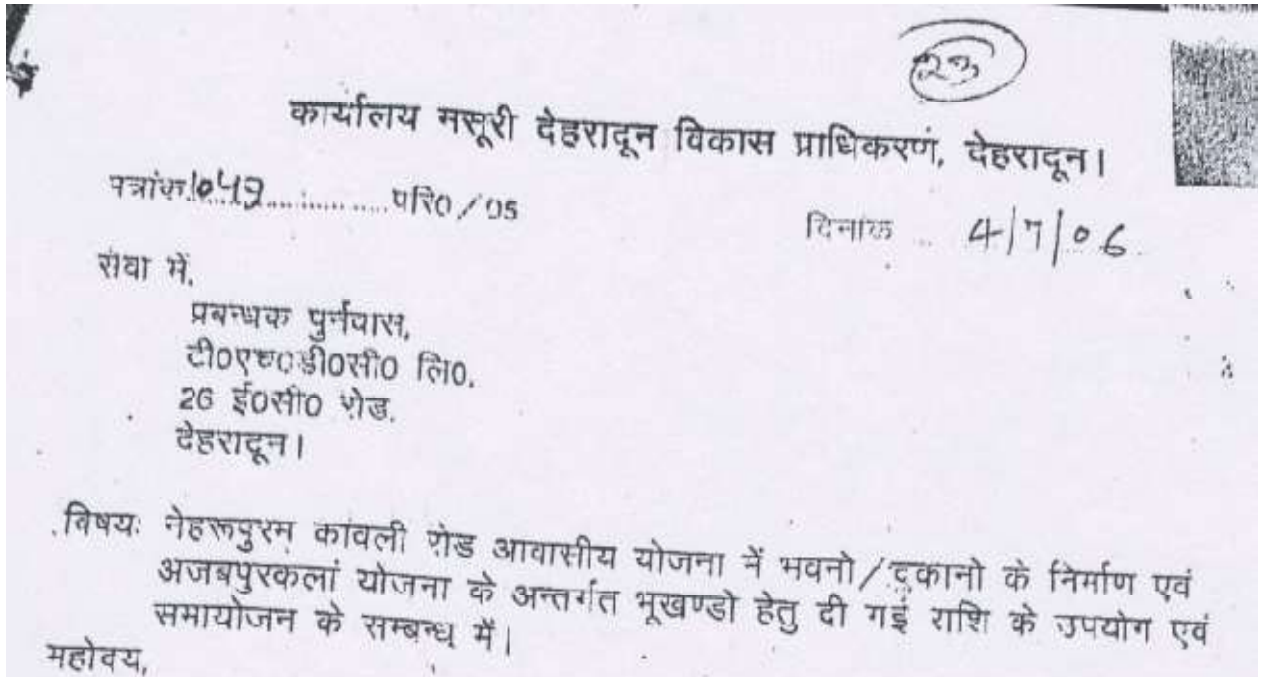 23
कार्यालय मसूरी देहरादून विकास प्राधिकरणं, देहरादून।
पत्रांक 1049 परि0/05 दिनांक 4/7/06
सेवा में,
प्रबन्धक पुर्नवास,
टी0एच0डी0सी0 लि0,
26 ई0सी0 रोड,
देहरादून।
विषयः नेहरूपुरम् कांवली रोड आवासीय योजना में भवनो/दुकानो के निर्माण एवं
अजबपुरकलां योजना के अन्तर्गत भूखण्डो हेतु दी गई राशि के उपयोग एवं
समायोजन के सम्बन्ध में।
महोदय,